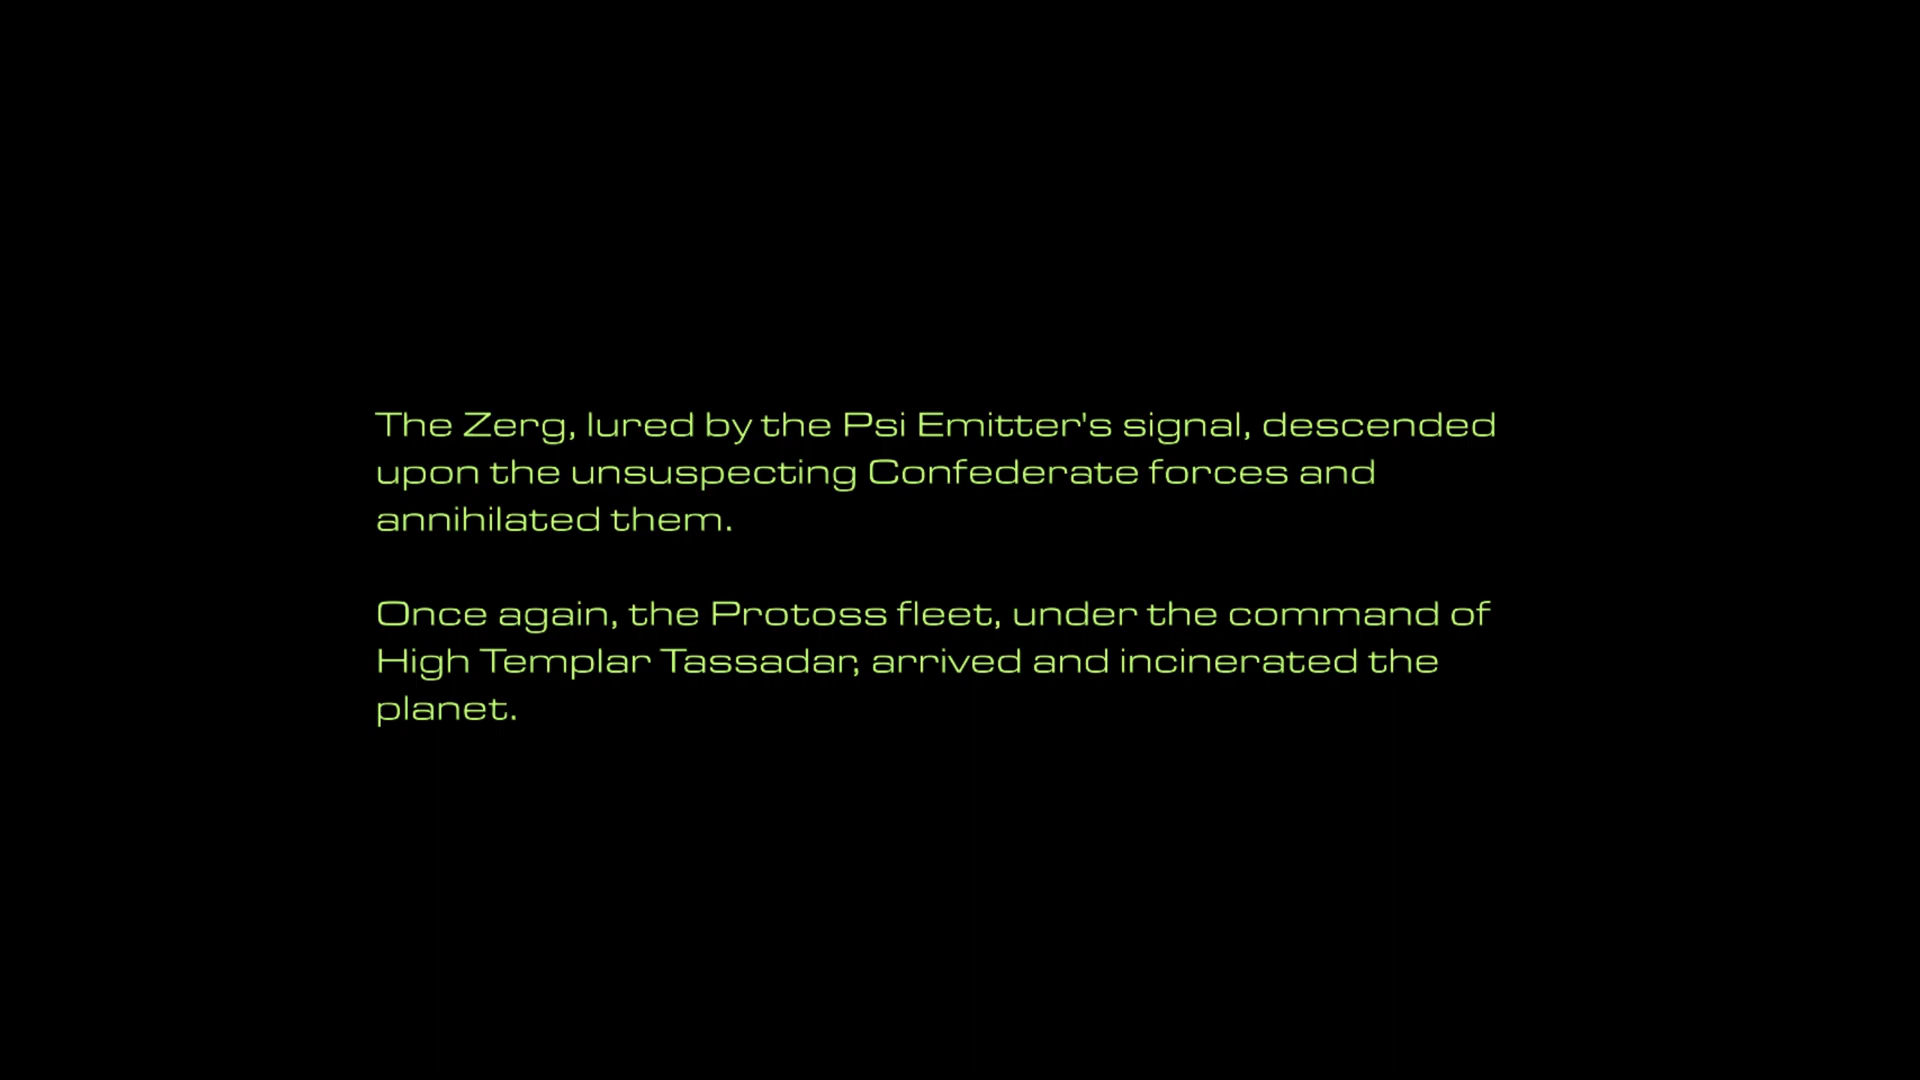 The Zerg, lured by the Psi Emitter's signal, descended
upon the unsuspecting Confederate forces and
annihilated them.
Once again, the Protoss fleet, under the command of
High Templar Tassadar, arrived and incinerated the
planet.